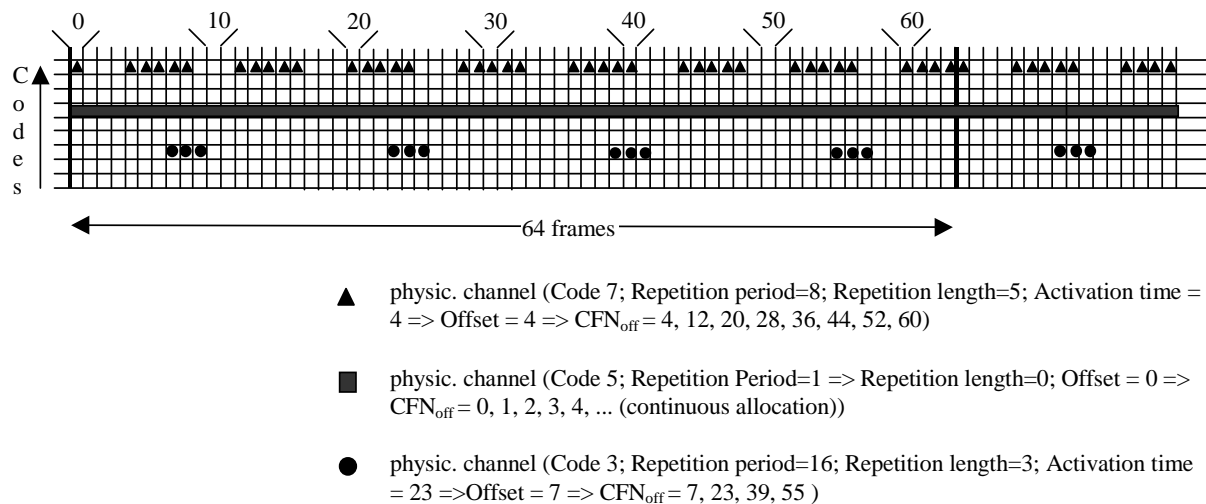 0 10 20 30 40 50 60
C
o
d
e
s
64 frames
physic. channel (Code 7; Repetition period=8; Repetition length=5; Activation time =
4 => Offset = 4 => CFNoff = 4, 12, 20, 28, 36, 44, 52, 60)
physic. channel (Code 5; Repetition Period=1 => Repetition length=0; Offset = 0 =>
CFNoff = 0, 1, 2, 3, 4, ... (continuous allocation))
physic. channel (Code 3; Repetition period=16; Repetition length=3; Activation time
= 23 =>Offset = 7 => CFNoff = 7, 23, 39, 55 )